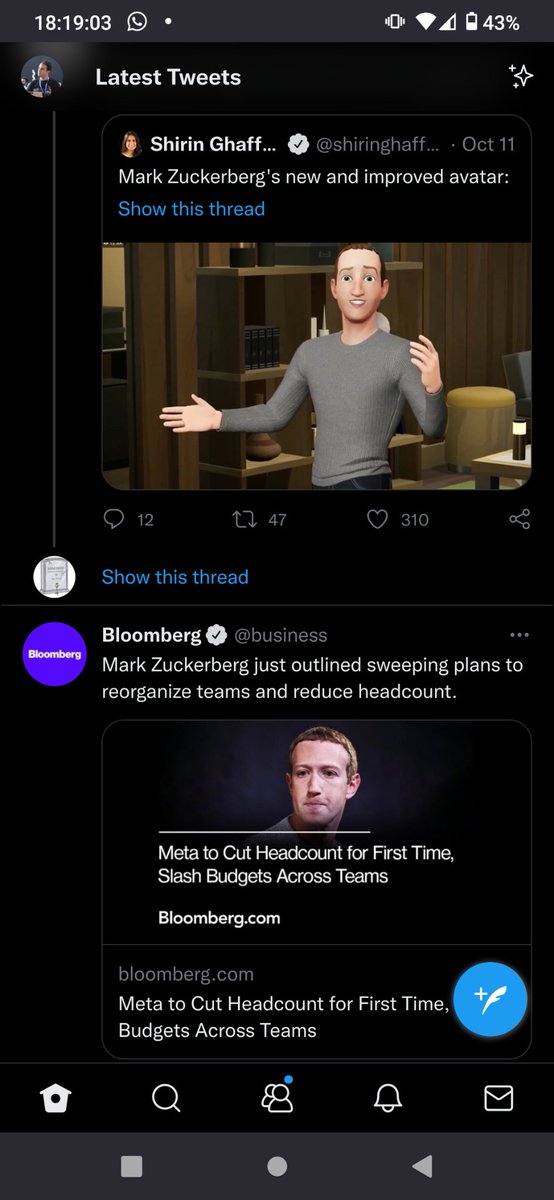 18:19:03
43%
Latest Tweets
Shirin Ghaff... @shiringhaff... · Oct 11
Mark Zuckerberg's new and improved avatar:
Show this thread
12
47
310
Show this thread
Bloomberg
Bloomberg @business
Mark Zuckerberg just outlined sweeping plans to
reorganize teams and reduce headcount.
Meta to Cut Headcount for First Time,
Slash Budgets Across Teams
Bloomberg.com
bloomberg.com
Meta to Cut Headcount for First Time,
Budgets Across Teams